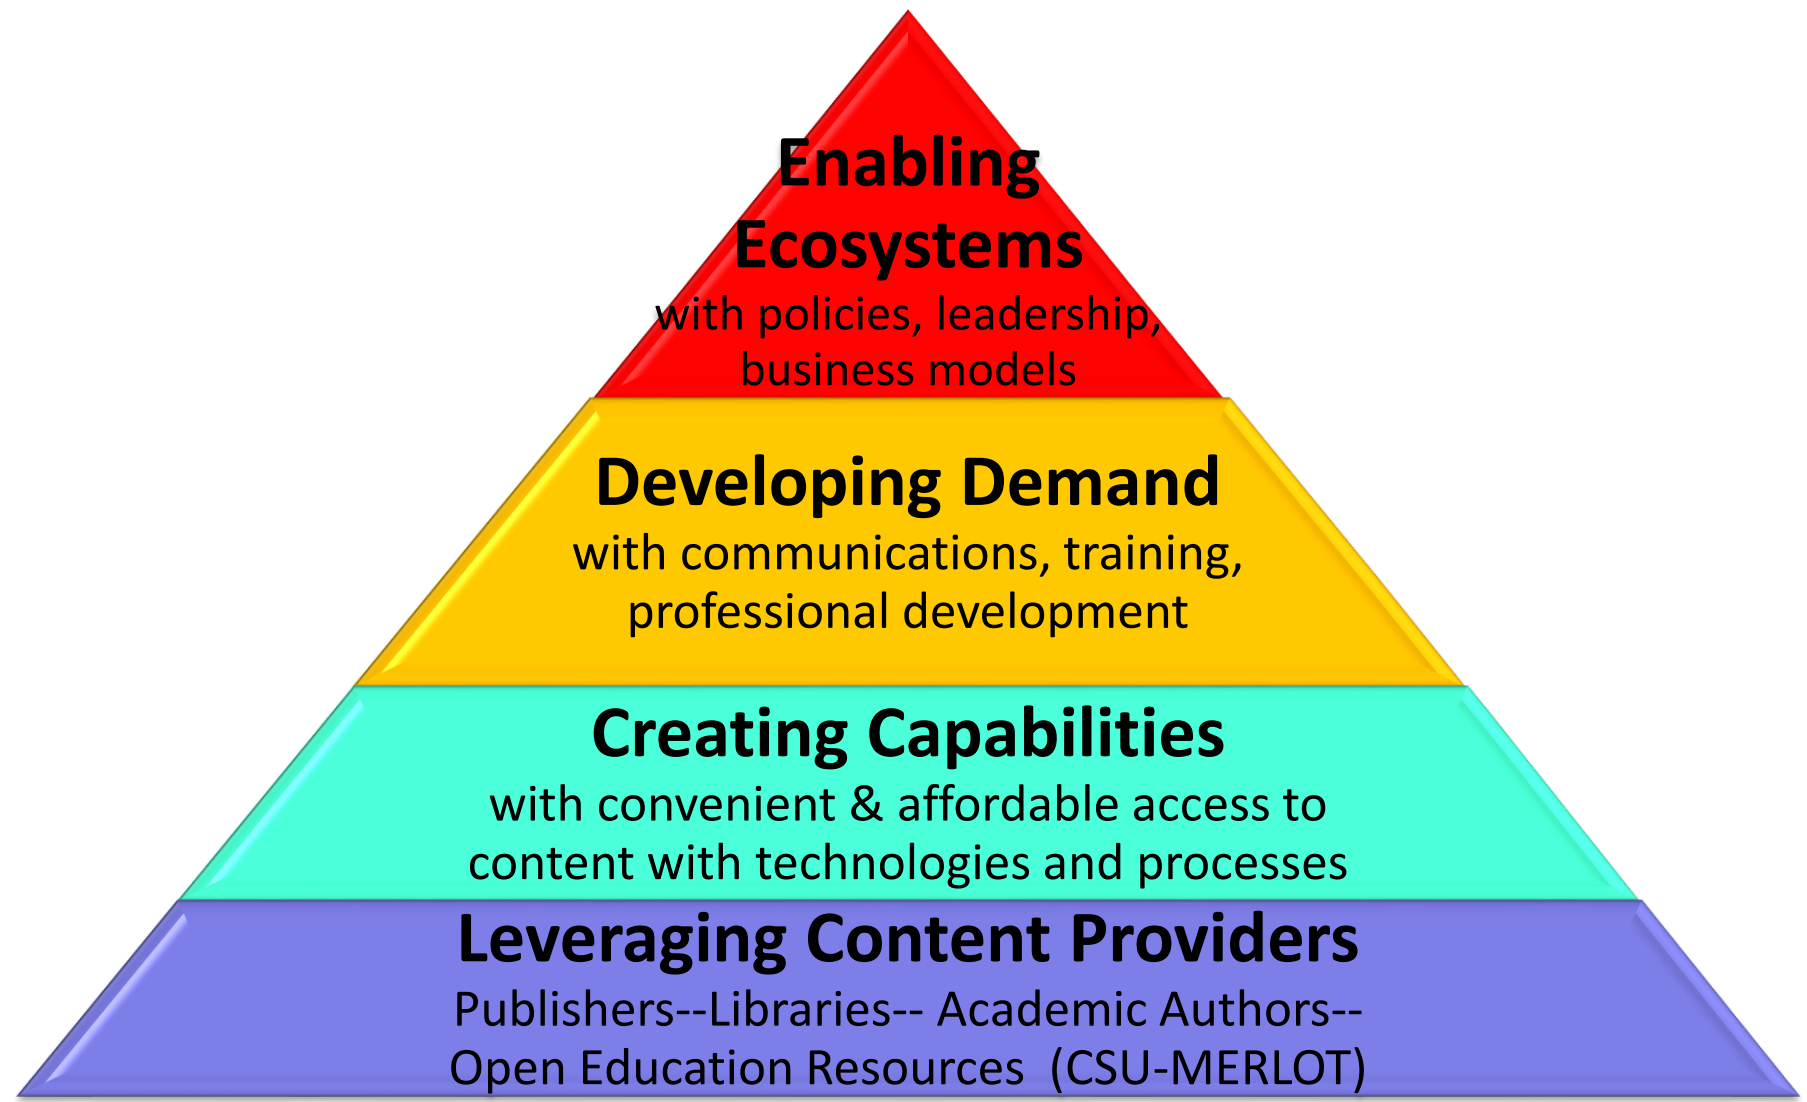 Enabling
Ecosystems
with policies, leadership,
business models
Developing Demand
with communications, training,
professional development
Creating Capabilities
with convenient & affordable access to
content with technologies and processes
Leveraging Content Providers
Publishers--Libraries-- Academic Authors--
Open Education Resources  (CSU-MERLOT)